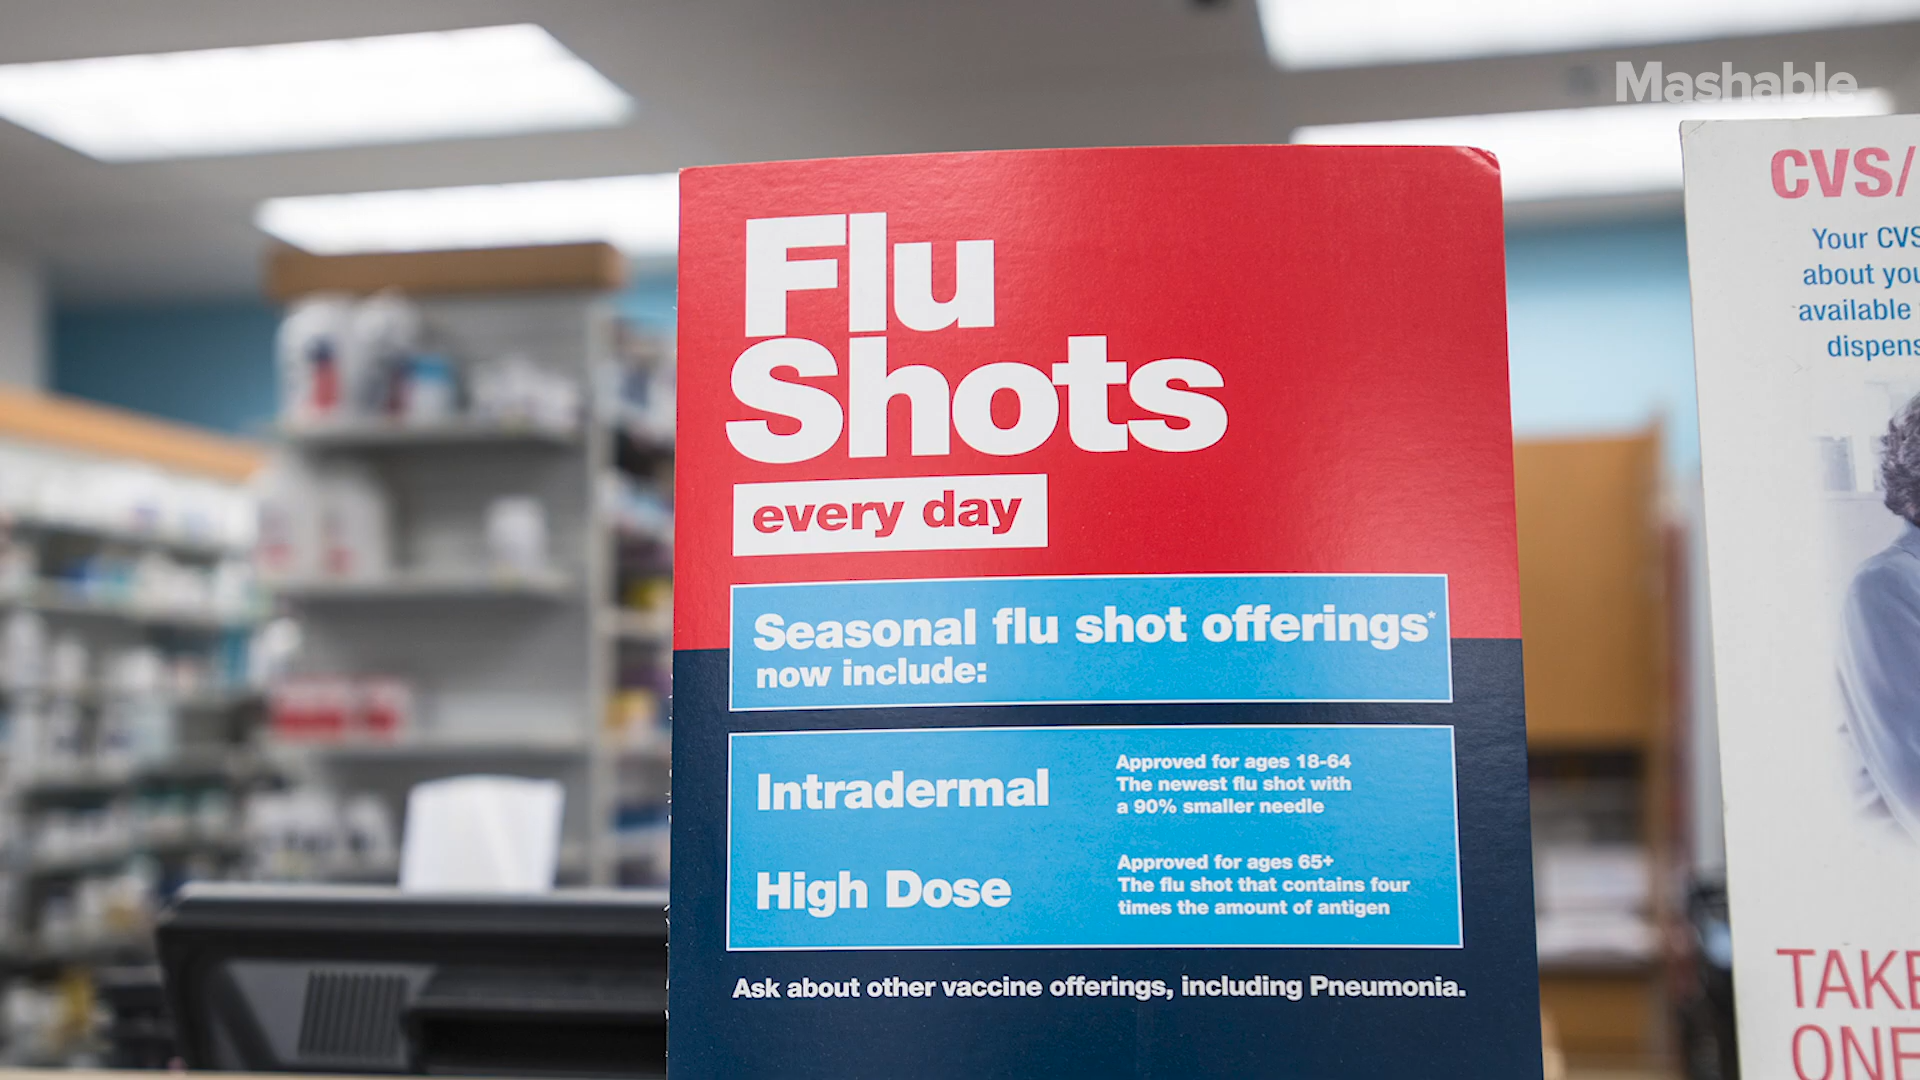 Mashable
Flu
Shots
every day
Seasonal flu shot offerings*
now include:
Intradermal
Approved for ages 18-64
The newest flu shot with
a 90% smaller needle
High Dose
Approved for ages 65+
The flu shot that contains four
times the amount of antigen
Ask about other vaccine offerings, including Pneumonia.
CVS/
Your CVS
about you
available
dispens
TAKE
ONE